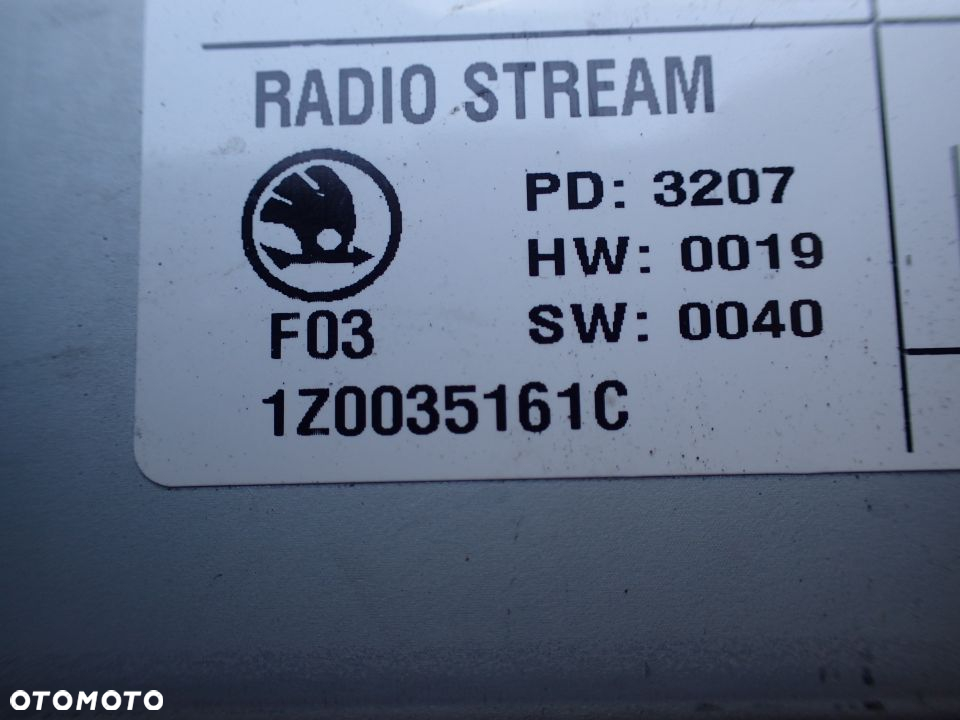 RADIO STREAM
PD: 3207
HW: 0019
F03 SW: 0040
1Z0035161C
OTOMOTO